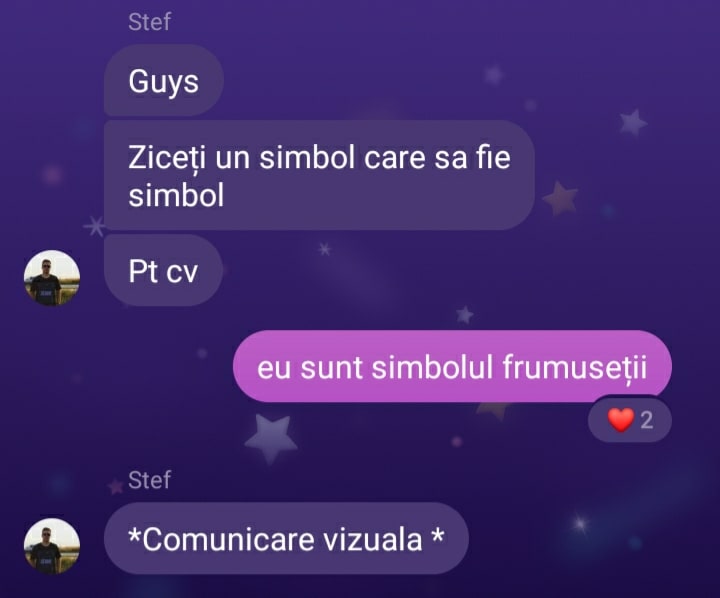 Stef
Guys
Ziceți un simbol care sa fie
simbol
Pt cv
eu sunt simbolul frumuseții
❤️ 2
Stef
*Comunicare vizuala *